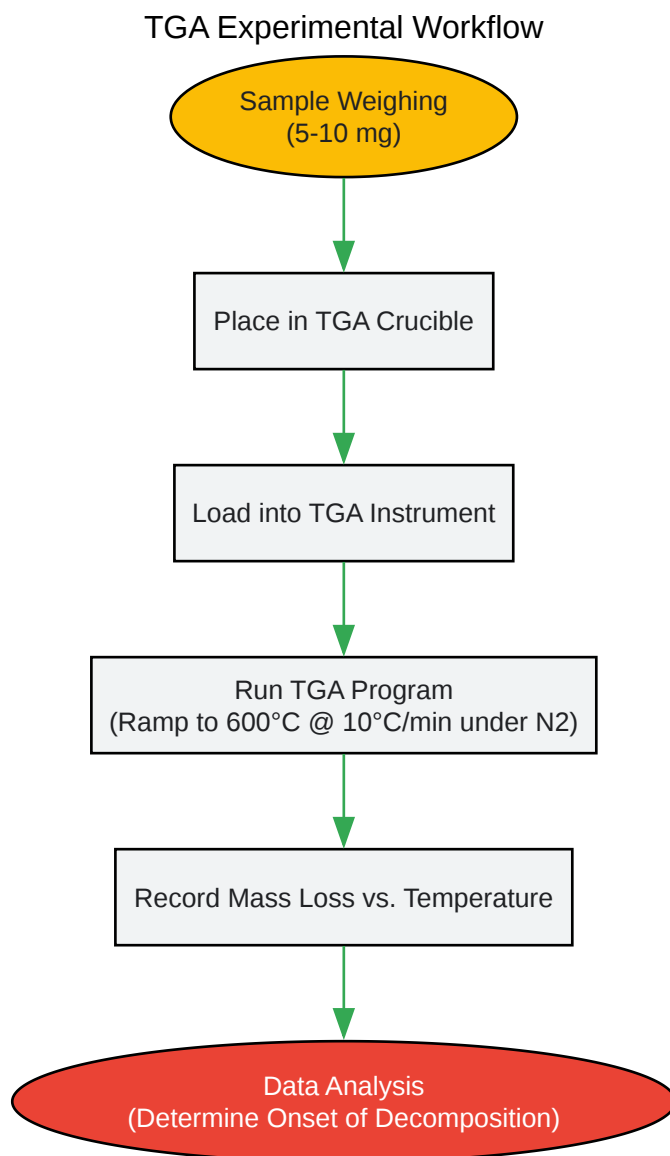 TGA Experimental Workflow
Sample Weighing
(5-10 mg)
Place in TGA Crucible
Load into TGA Instrument
Run TGA Program
(Ramp to 600°C @ 10°C/min under N2)
Record Mass Loss vs. Temperature
Data Analysis
(Determine Onset of Decomposition)